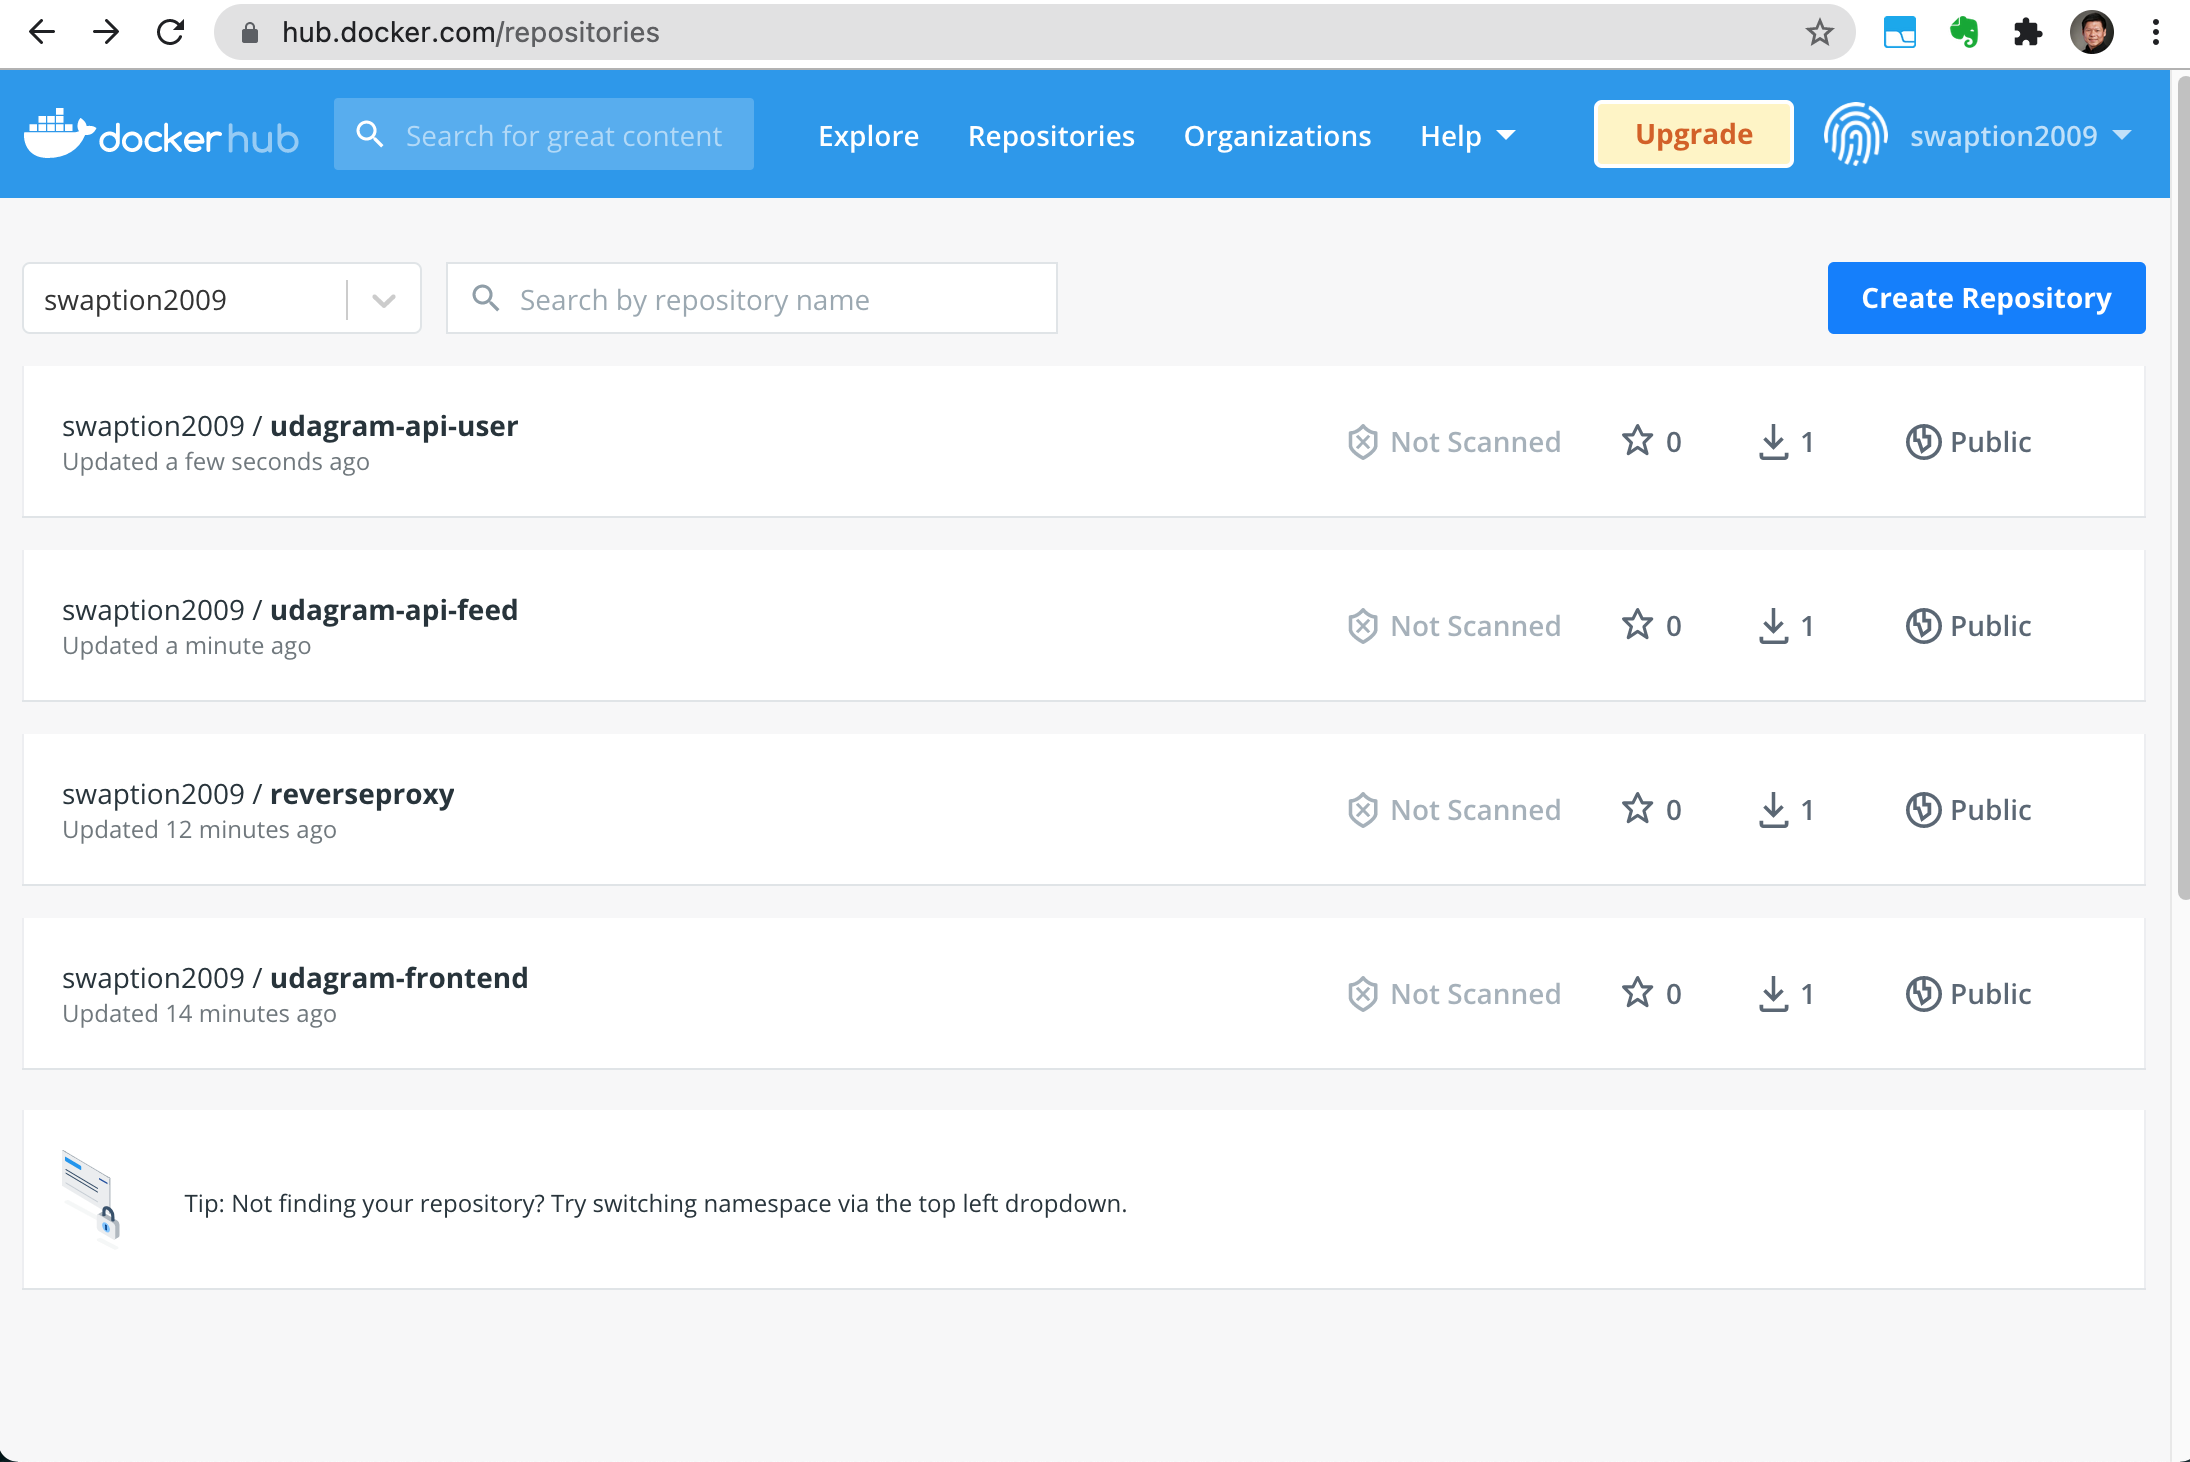 hub.docker.com/repositories
docker hub
Search for great content
Explore
Repositories
Organizations
Help
Upgrade
swaption2009
swaption2009
Search by repository name
Create Repository
swaption2009 / udagram-api-user
Updated a few seconds ago
Not Scanned
0
1
Public
swaption2009 / udagram-api-feed
Updated a minute ago
Not Scanned
0
1
Public
swaption2009 / reverseproxy
Updated 12 minutes ago
Not Scanned
0
1
Public
swaption2009 / udagram-frontend
Updated 14 minutes ago
Not Scanned
0
1
Public
Tip: Not finding your repository? Try switching namespace via the top left dropdown.